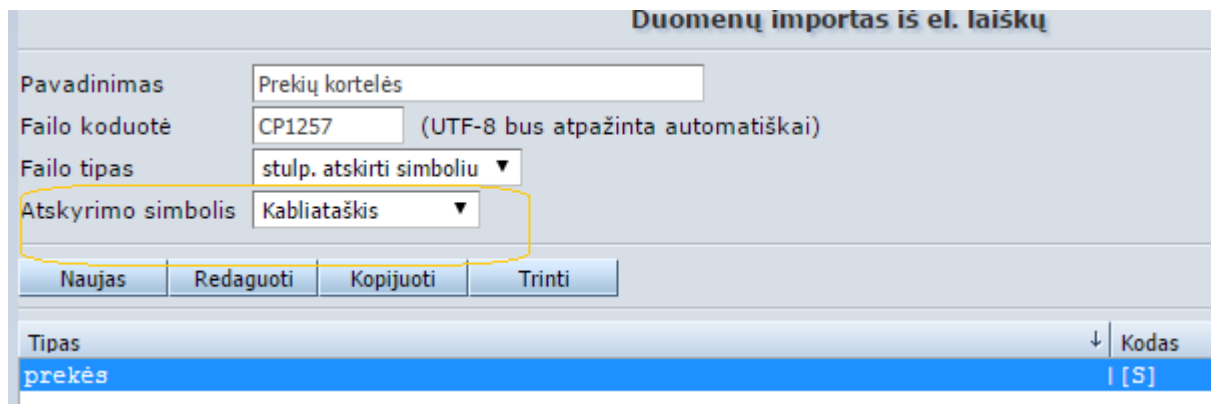 Duomenų importas iš el. laiškų
Pavadinimas Prekių kortelės
Failo koduotė CP1257 (UTF-8 bus atpažinta automatiškai)
Failo tipas stulp. atskirti simboliu
Atskyrimo simbolis Kabliataškis
Naujas Redaguoti Kopijuoti Trinti
Tipas Kodas
prekės [S]